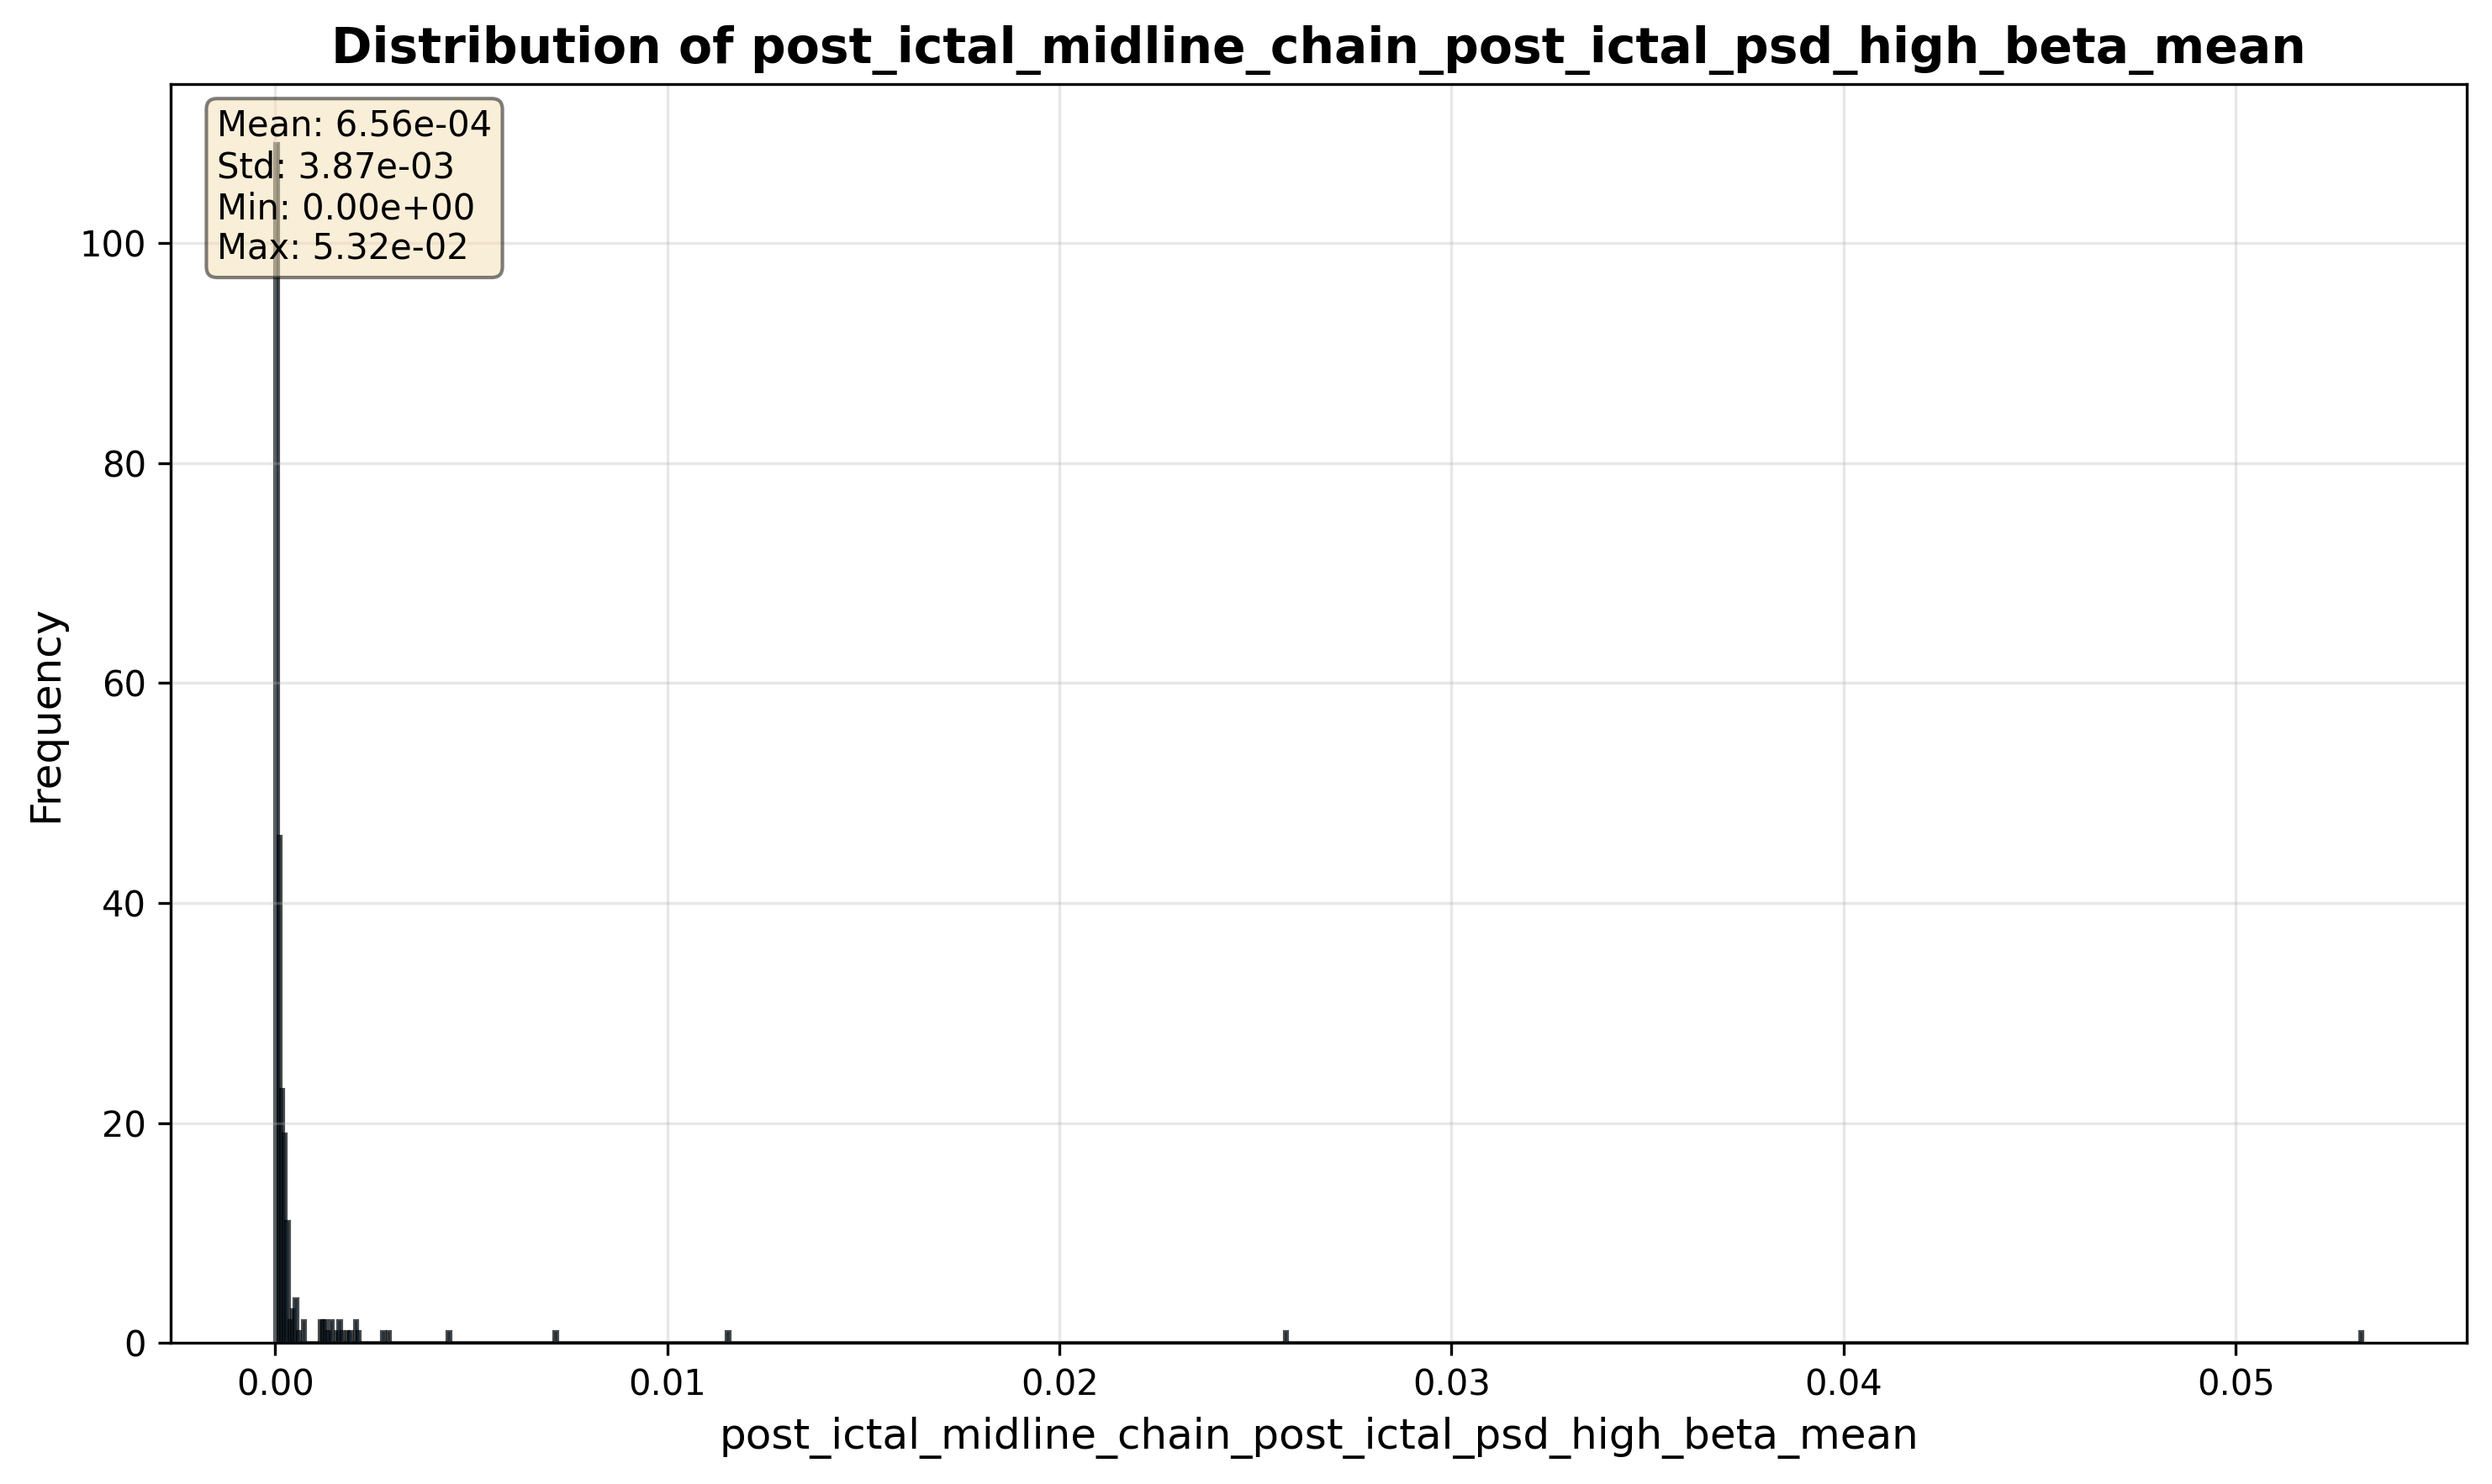 Distribution of post_ictal_midline_chain_post_ictal_psd_high_beta_mean
Mean: 6.56e-04
Std: 3.87e-03
Min: 0.00e+00
Max: 5.32e-02
100
80
60
40
20
0
Frequency
0.00 0.01 0.02 0.03 0.04 0.05
post_ictal_midline_chain_post_ictal_psd_high_beta_mean